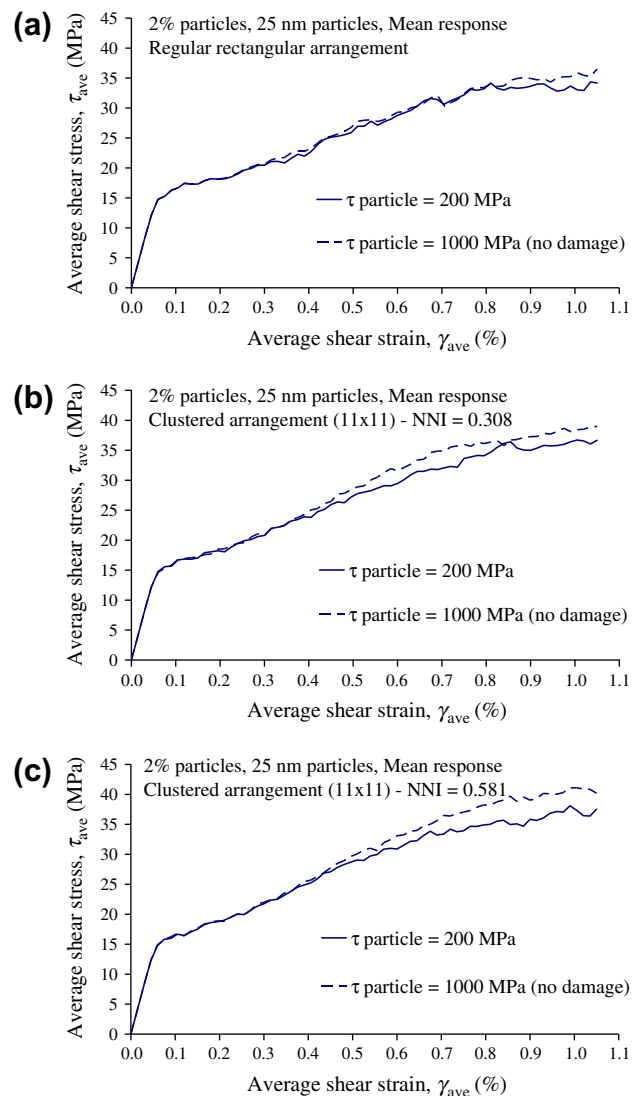 (a)
2% particles, 25 nm particles, Mean response
Regular rectangular arrangement
Average shear stress, τave (MPa)
45
40
35
30
25
20
15
10
5
0
τ particle = 200 MPa
τ particle = 1000 MPa (no damage)
0.0 0.1 0.2 0.3 0.4 0.5 0.6 0.7 0.8 0.9 1.0 1.1
Average shear strain, γave (%)
(b)
2% particles, 25 nm particles, Mean response
Clustered arrangement (11x11) - NNI = 0.308
Average shear stress, τave (MPa)
45
40
35
30
25
20
15
10
5
0
τ particle = 200 MPa
τ particle = 1000 MPa (no damage)
0.0 0.1 0.2 0.3 0.4 0.5 0.6 0.7 0.8 0.9 1.0 1.1
Average shear strain, γave (%)
(c)
2% particles, 25 nm particles, Mean response
Clustered arrangement (11x11) - NNI = 0.581
Average shear stress, τave (MPa)
45
40
35
30
25
20
15
10
5
0
τ particle = 200 MPa
τ particle = 1000 MPa (no damage)
0.0 0.1 0.2 0.3 0.4 0.5 0.6 0.7 0.8 0.9 1.0 1.1
Average shear strain, γave (%)